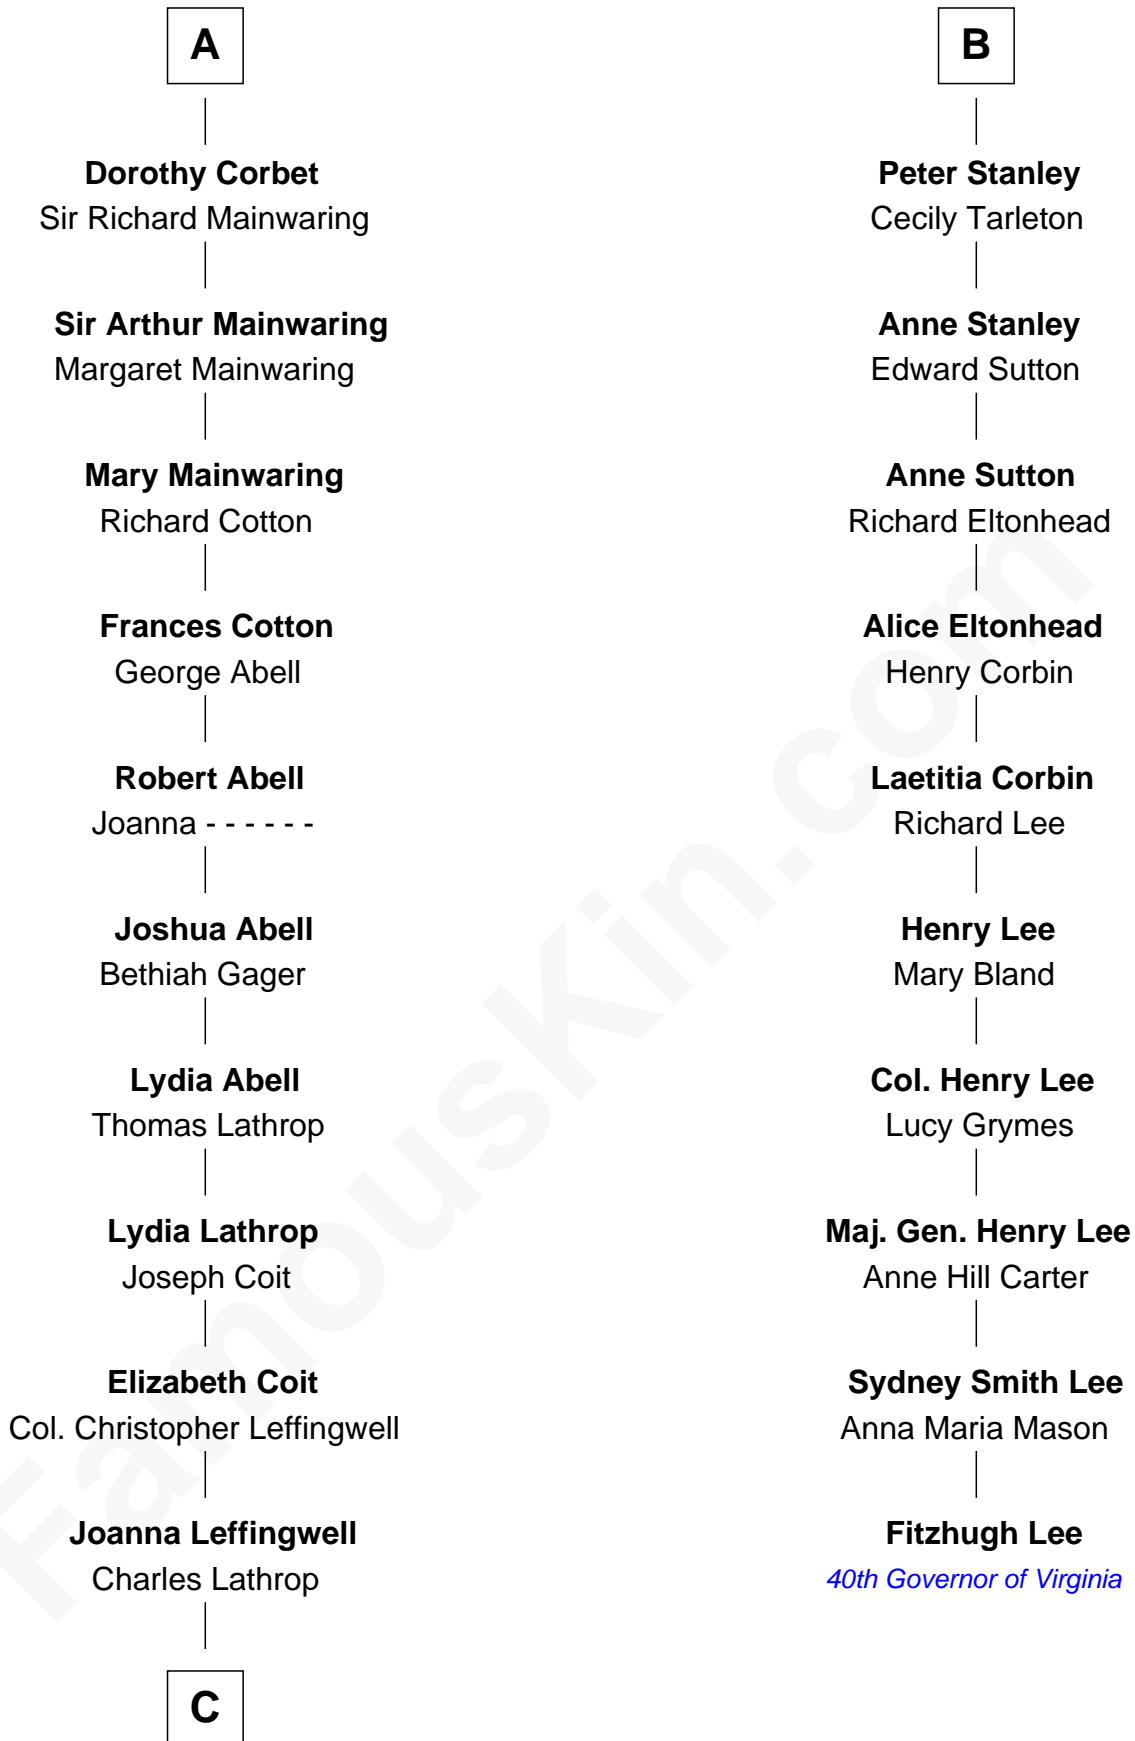 A
Dorothy Corbet
Sir Richard Mainwaring
Sir Arthur Mainwaring
Margaret Mainwaring
Mary Mainwaring
Richard Cotton
Frances Cotton
George Abell
Robert Abell
Joanna - - - - - -
Joshua Abell
Bethiah Gager
Lydia Abell
Thomas Lathrop
Lydia Lathrop
Joseph Coit
Elizabeth Coit
Col. Christopher Leffingwell
Joanna Leffingwell
Charles Lathrop
C
B
Peter Stanley
Cecily Tarleton
Anne Stanley
Edward Sutton
Anne Sutton
Richard Eltonhead
Alice Eltonhead
Henry Corbin
Laetitia Corbin
Richard Lee
Henry Lee
Mary Bland
Col. Henry Lee
Lucy Grymes
Maj. Gen. Henry Lee
Anne Hill Carter
Sydney Smith Lee
Anna Maria Mason
Fitzhugh Lee
40th Governor of Virginia
FamousKin.com